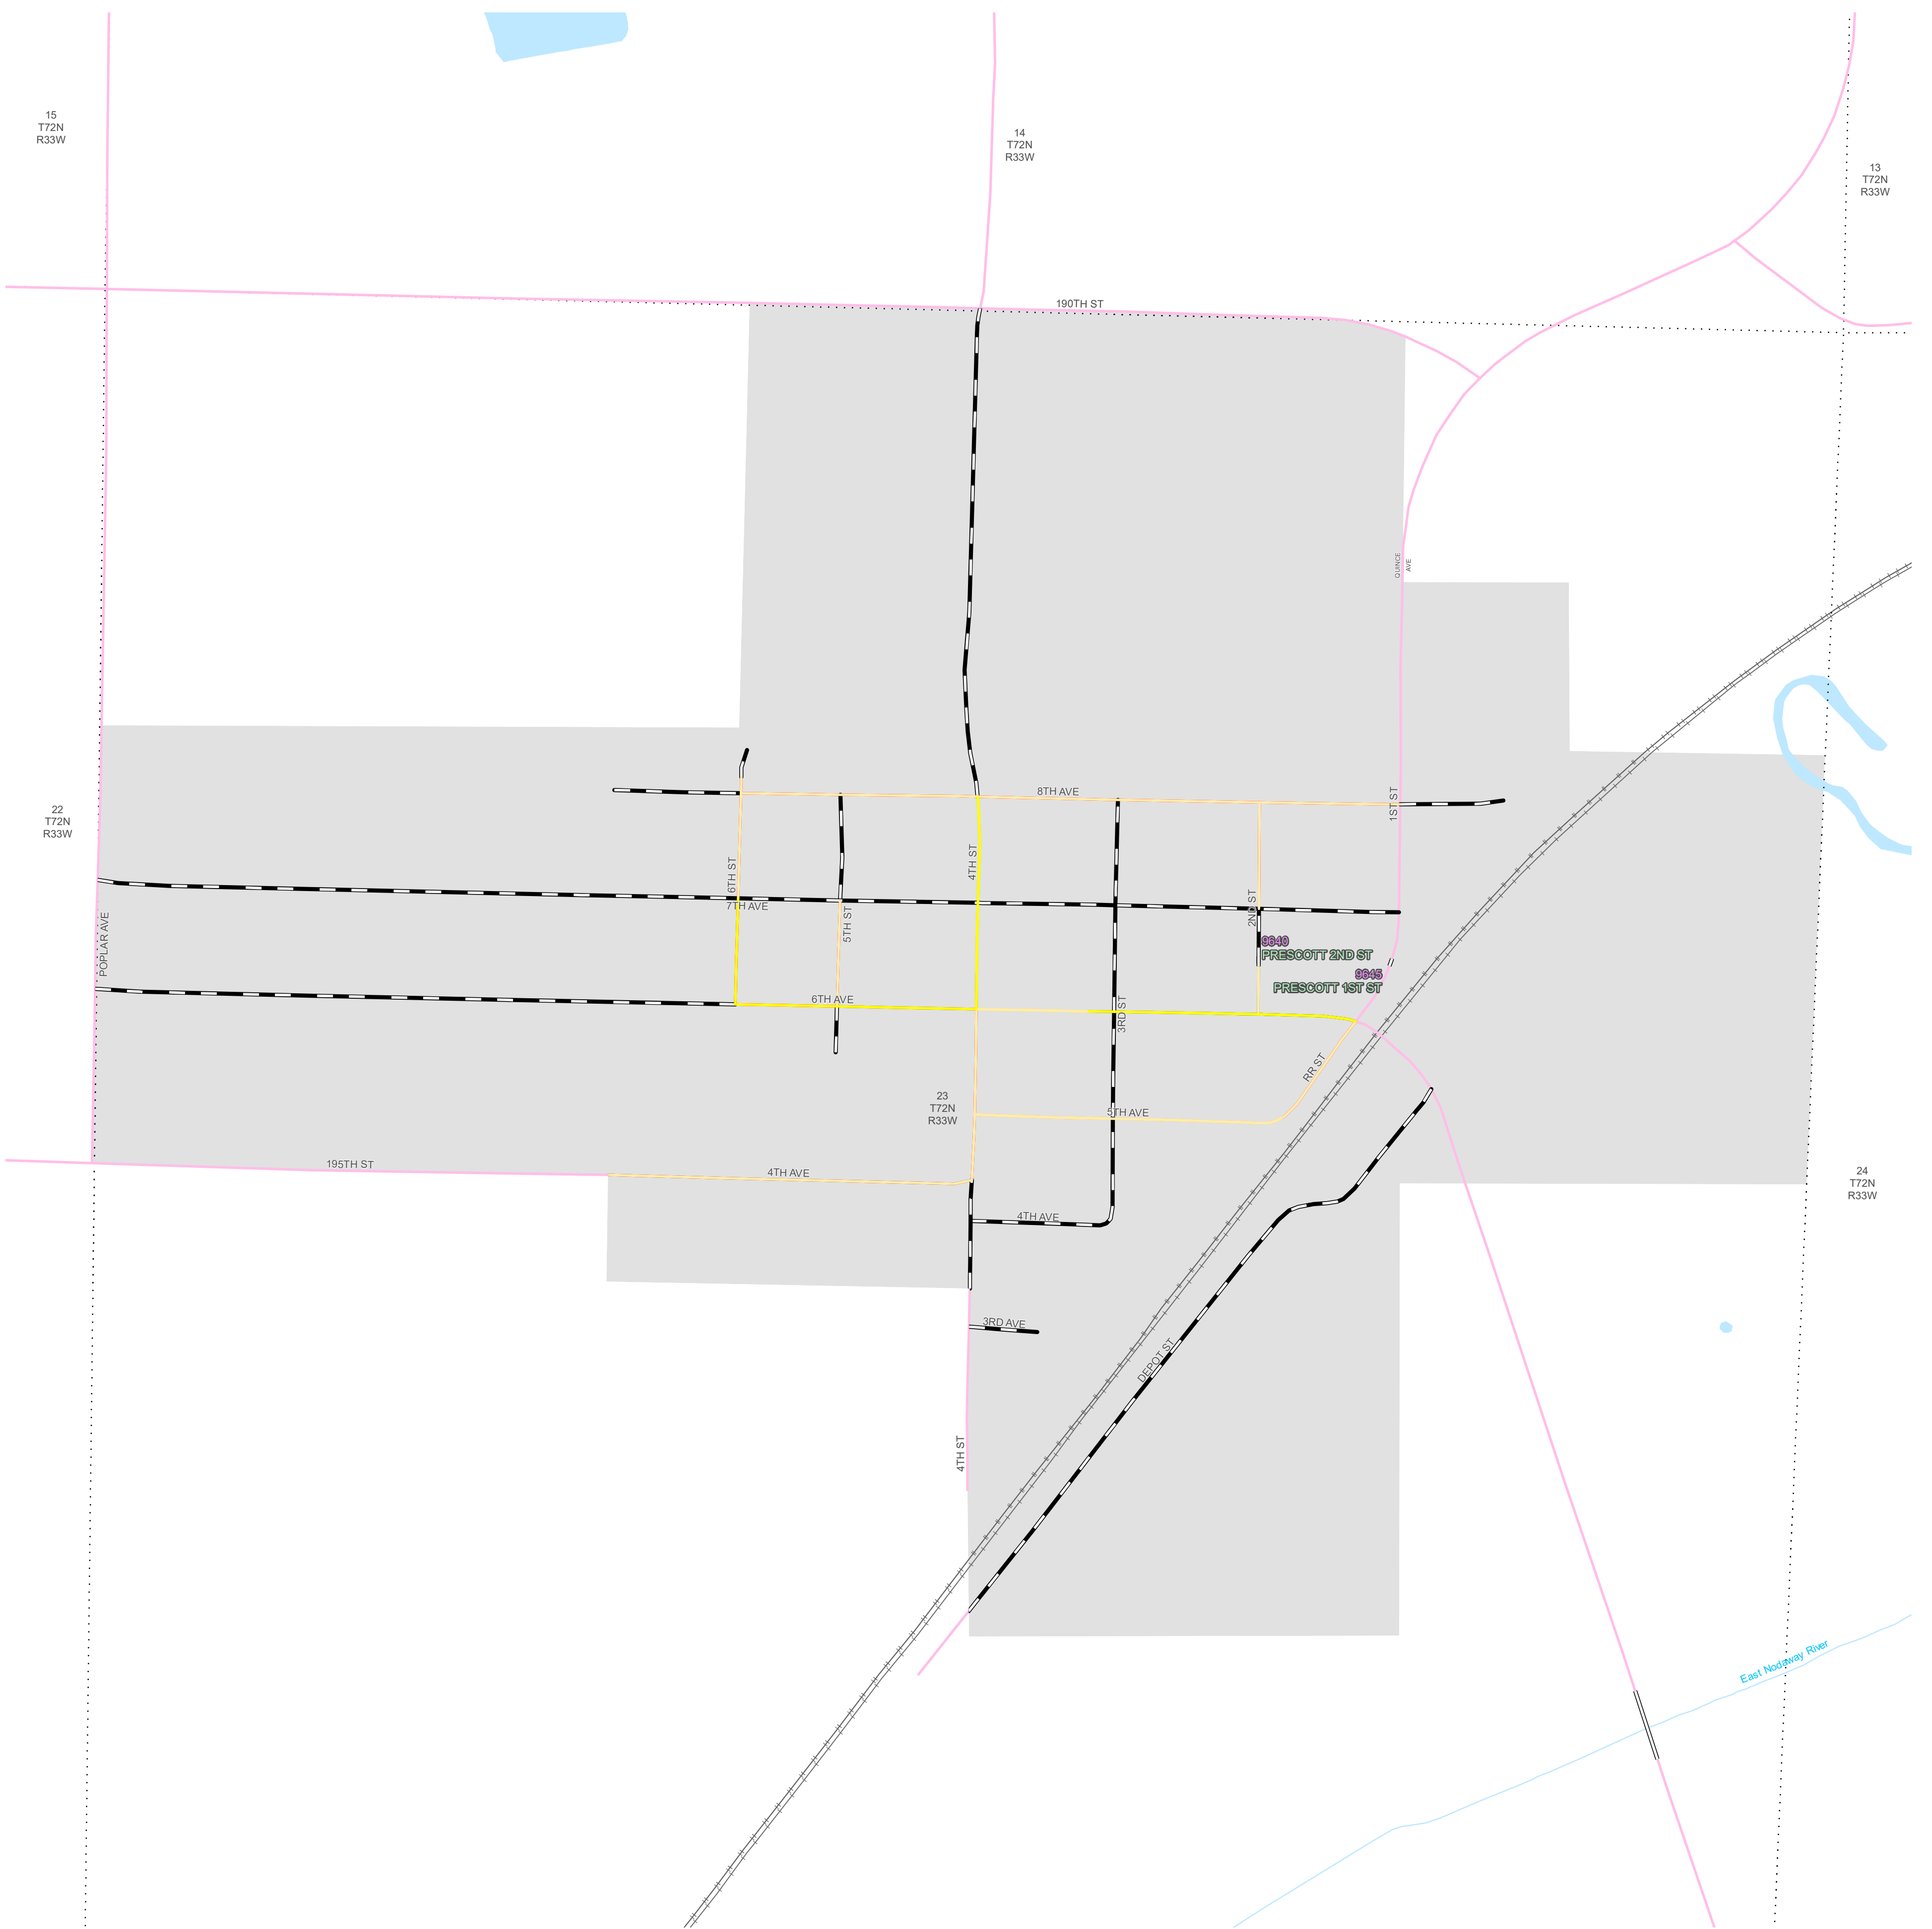 15
T72N
R33W
14
T72N
R33W
13
T72N
R33W
190TH ST
QUINCE
AVE
22
T72N
R33W
8TH AVE
1ST ST
6TH ST
4TH ST
7TH AVE
5TH ST
2ND ST
POPLAR AVE
9640
PRESCOTT 2ND ST
9645
PRESCOTT 1ST ST
6TH AVE
3RD ST
RR ST
23
T72N
R33W
5TH AVE
195TH ST
4TH AVE
24
T72N
R33W
4TH AVE
3RD AVE
DEPOT ST
4TH ST
East Nodaway River